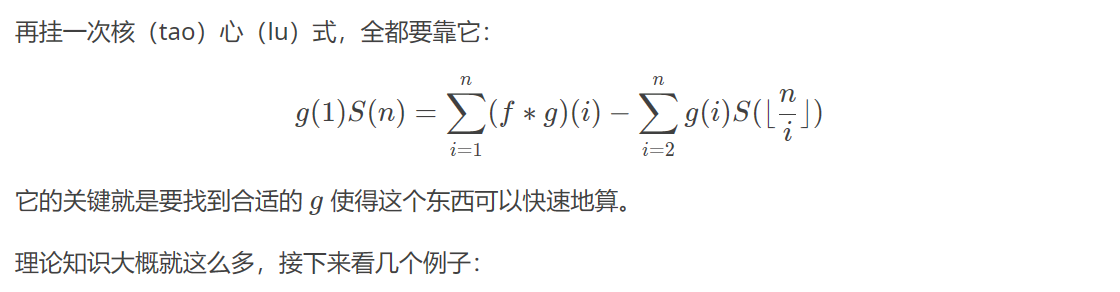 再挂一次核（tao）心（lu）式，全都要靠它：
g(1)S(n) = \sum_{i=1}^{n}(f * g)(i) − \sum_{i=2}^{n} g(i)S(⌊\frac{n}{i}⌋)
它的关键就是要找到合适的 g 使得这个东西可以快速地算。
理论知识大概就这么多，接下来看几个例子：